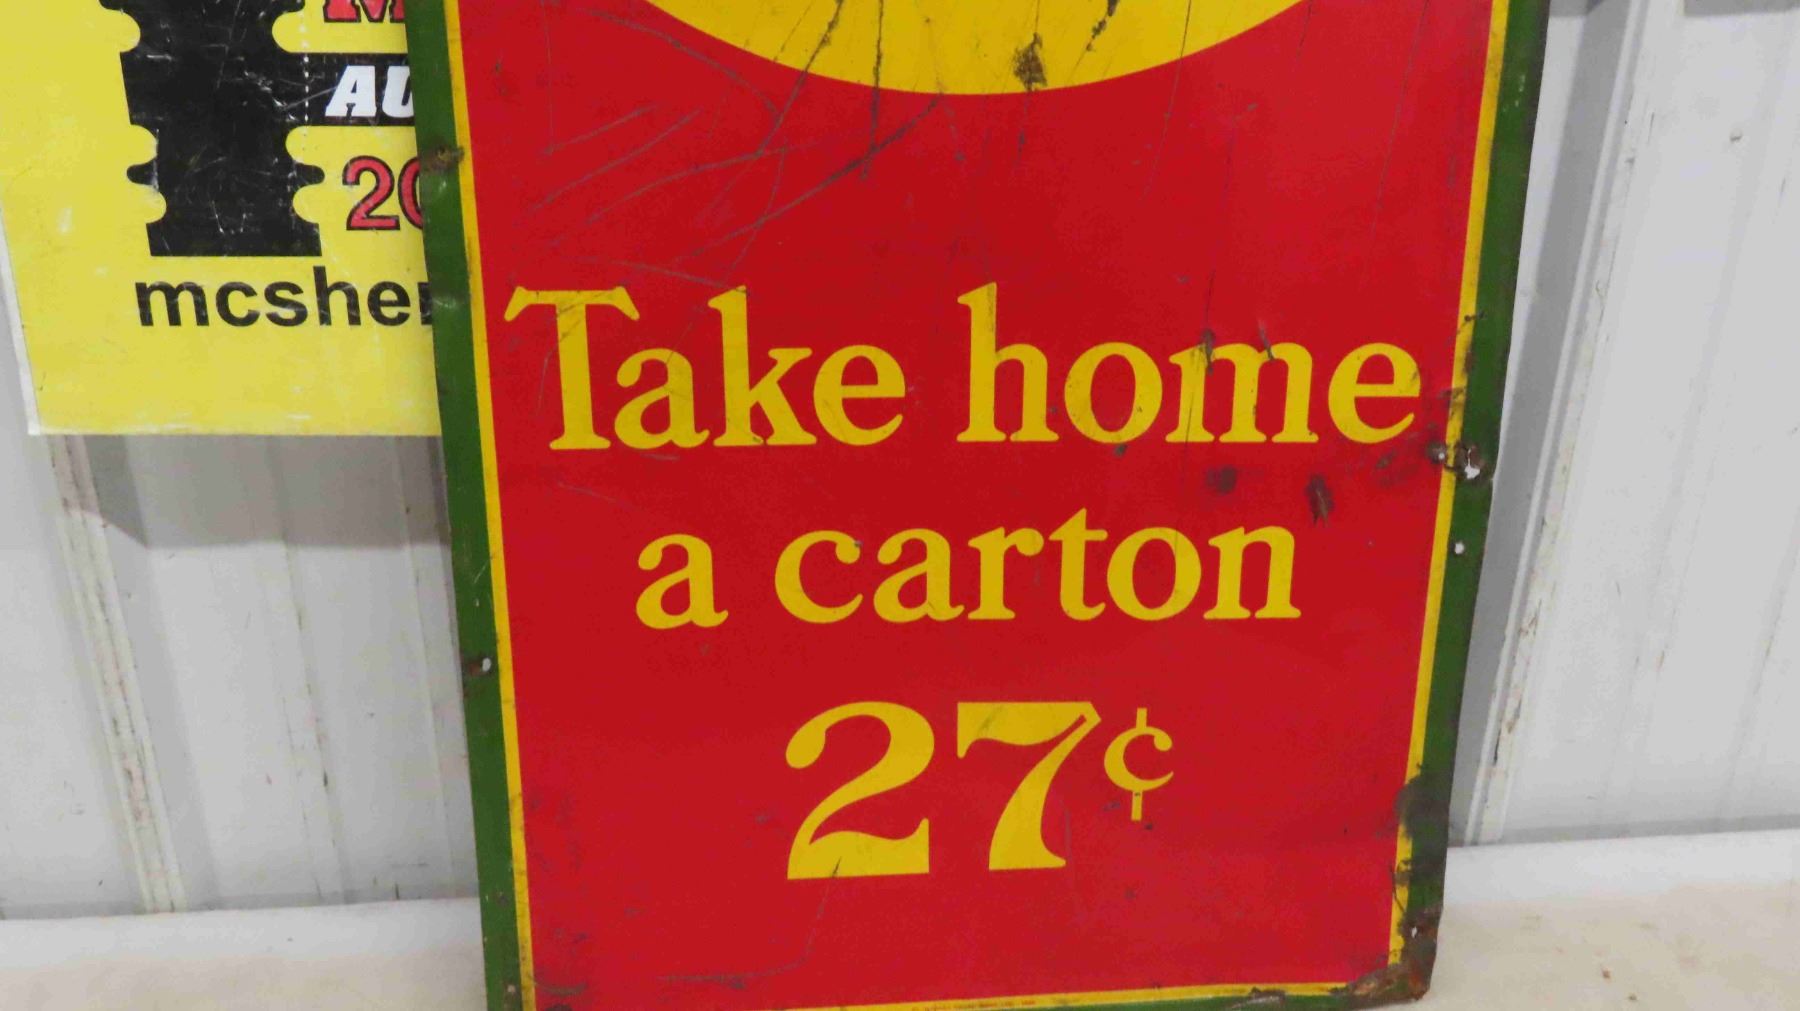 AU
20
mcsher
Take home
a carton
27¢